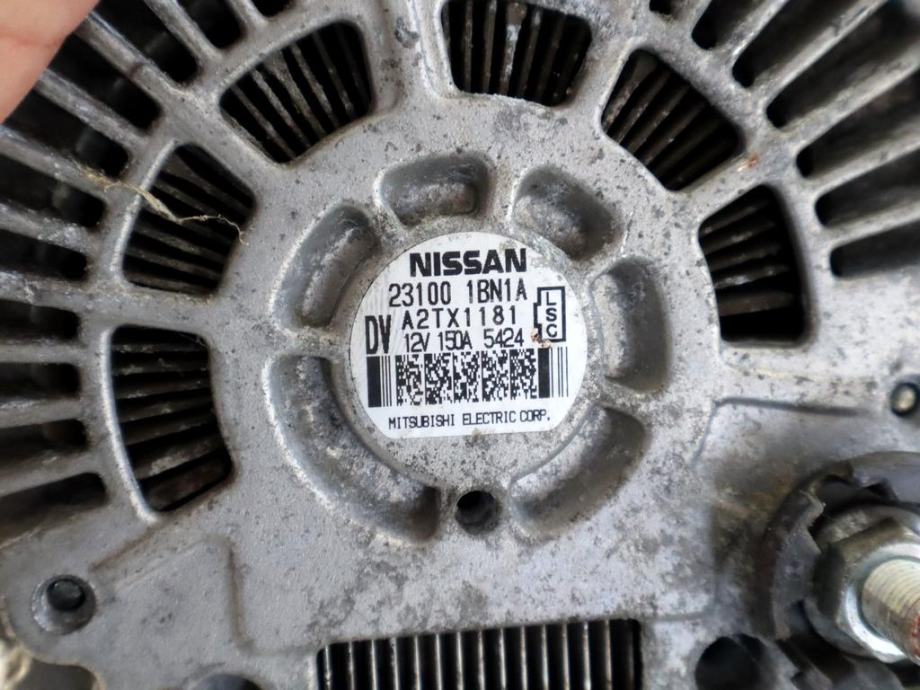 NISSAN
23100 1BN1A
A2TX1181
DV 12V 150A 5424
LSC
MITSUBISHI ELECTRIC CORP.